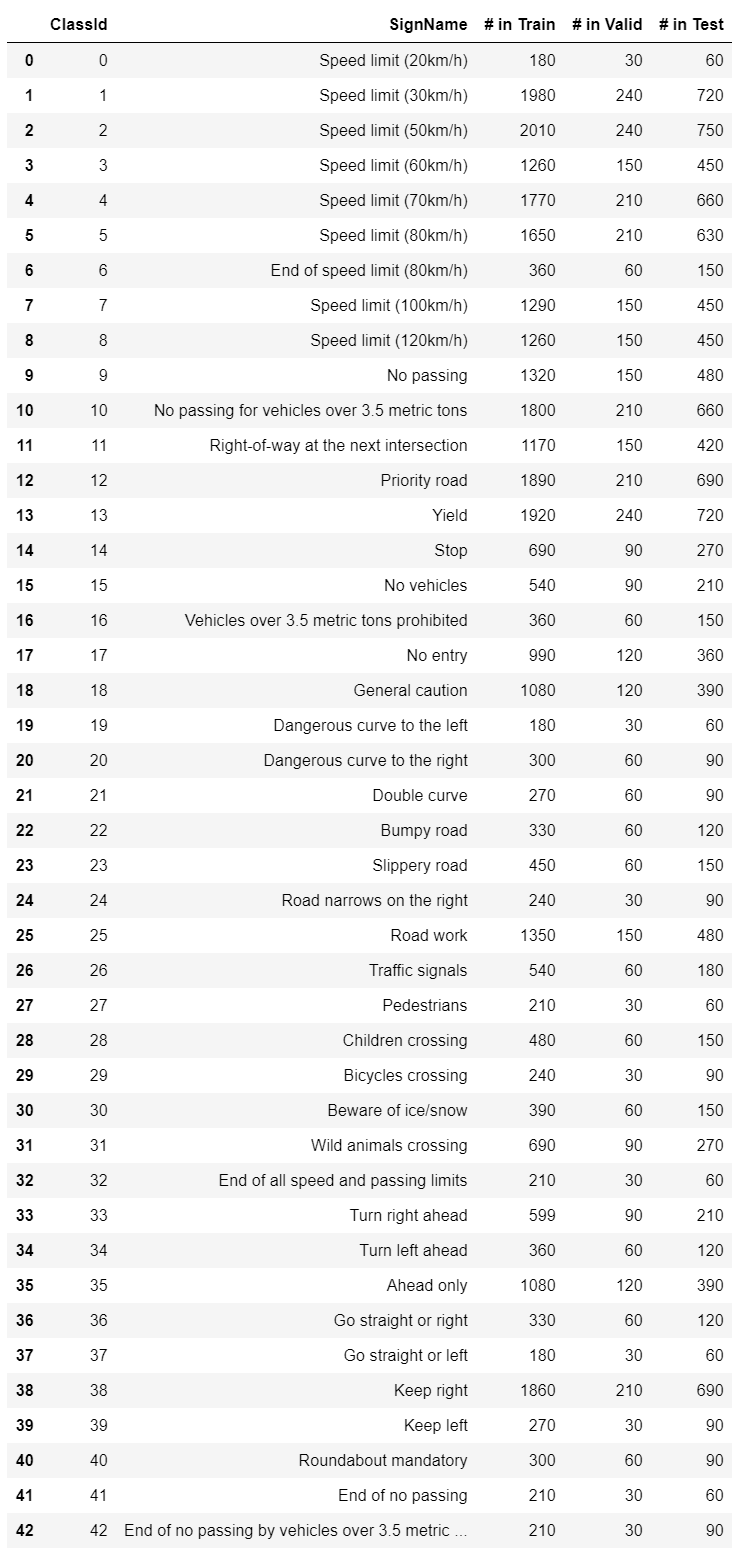 ClassId SignName # in Train # in Valid # in Test
0 0 Speed limit (20km/h) 180 30 60
1 1 Speed limit (30km/h) 1980 240 720
2 2 Speed limit (50km/h) 2010 240 750
3 3 Speed limit (60km/h) 1260 150 450
4 4 Speed limit (70km/h) 1770 210 660
5 5 Speed limit (80km/h) 1650 210 630
6 6 End of speed limit (80km/h) 360 60 150
7 7 Speed limit (100km/h) 1290 150 450
8 8 Speed limit (120km/h) 1260 150 450
9 9 No passing 1320 150 480
10 10 No passing for vehicles over 3.5 metric tons 1800 210 660
11 11 Right-of-way at the next intersection 1170 150 420
12 12 Priority road 1890 210 690
13 13 Yield 1920 240 720
14 14 Stop 690 90 270
15 15 No vehicles 540 90 210
16 16 Vehicles over 3.5 metric tons prohibited 360 60 150
17 17 No entry 990 120 360
18 18 General caution 1080 120 390
19 19 Dangerous curve to the left 180 30 60
20 20 Dangerous curve to the right 300 60 90
21 21 Double curve 270 60 90
22 22 Bumpy road 330 60 120
23 23 Slippery road 450 60 150
24 24 Road narrows on the right 240 30 90
25 25 Road work 1350 150 480
26 26 Traffic signals 540 60 180
27 27 Pedestrians 210 30 60
28 28 Children crossing 480 60 150
29 29 Bicycles crossing 240 30 90
30 30 Beware of ice/snow 390 60 150
31 31 Wild animals crossing 690 90 270
32 32 End of all speed and passing limits 210 30 60
33 33 Turn right ahead 599 90 210
34 34 Turn left ahead 360 60 120
35 35 Ahead only 1080 120 390
36 36 Go straight or right 330 60 120
37 37 Go straight or left 180 30 60
38 38 Keep right 1860 210 690
39 39 Keep left 270 30 90
40 40 Roundabout mandatory 300 60 90
41 41 End of no passing 210 30 60
42 42 End of no passing by vehicles over 3.5 metric ... 210 30 90